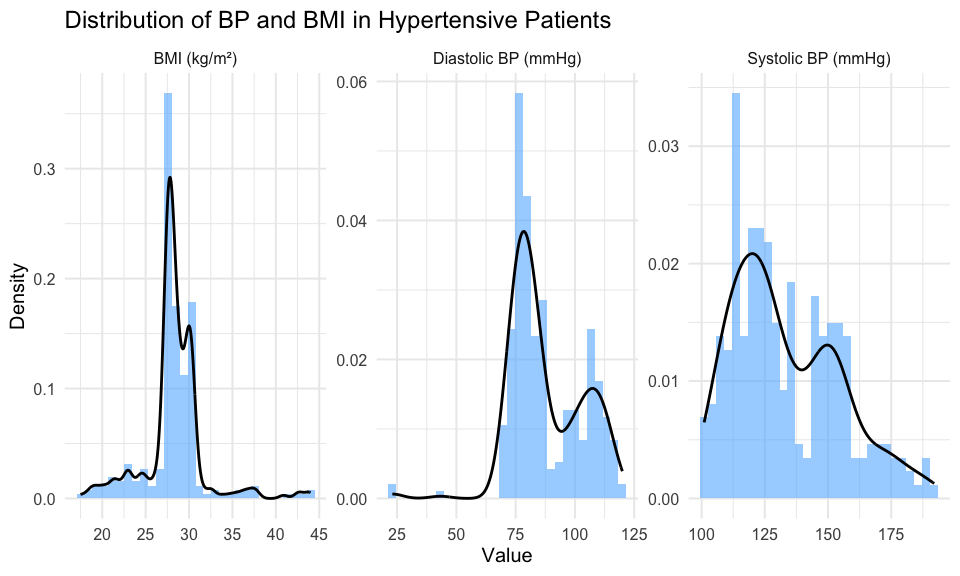 Distribution of BP and BMI in Hypertensive Patients
BMI (kg/m²)
Diastolic BP (mmHg)
Systolic BP (mmHg)
Density
0.3
0.2
0.1
0.0
0.06
0.04
0.02
0.00
0.03
0.02
0.01
0.00
20 25 30 35 40 45
25 50 75 100 125
100 125 150 175
Value